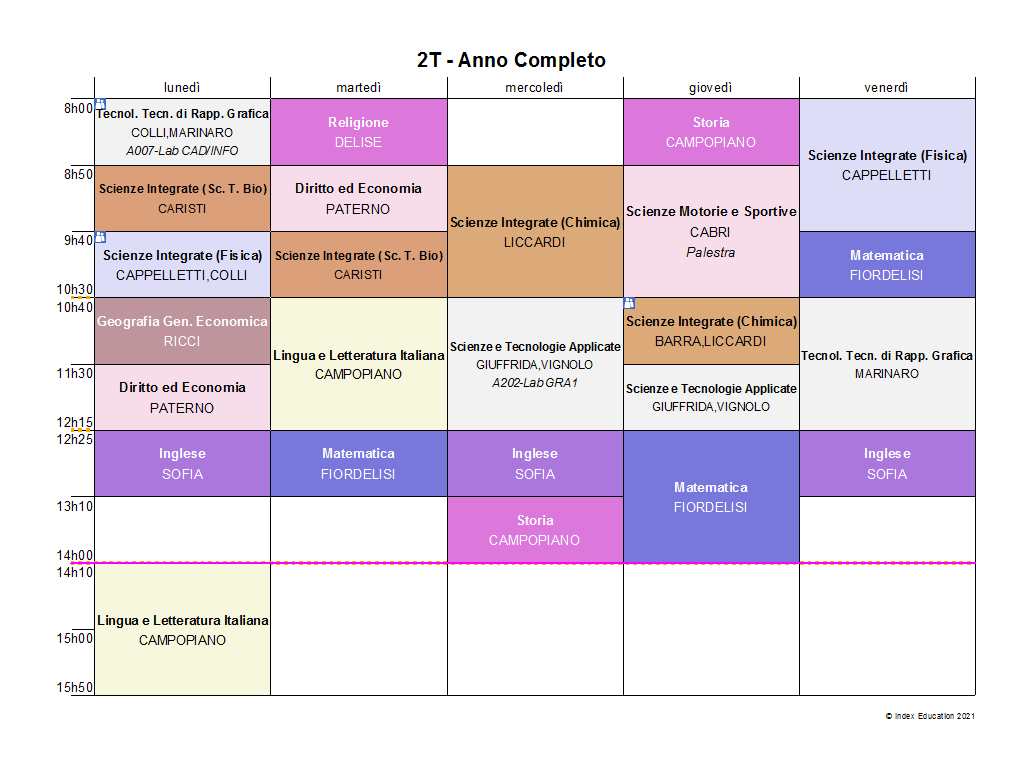 2T - Anno Completo
lunedì
martedì
mercoledì
giovedì
venerdì
8h00
8h50
9h40
10h30
10h40
11h30
12h15
12h25
13h10
14h00
14h10
15h00
15h50
Tecnol. Tecn. di Rapp. Grafica
COLLI,MARINARO
A007-Lab CAD/INFO
Scienze Integrate (Sc. T. Bio)
CARISTI
Scienze Integrate (Fisica)
CAPPELLETTI,COLLI
Geografia Gen. Economica
RICCI
Diritto ed Economia
PATERNO
Inglese
SOFIA
Lingua e Letteratura Italiana
CAMPOPIANO
Religione
DELISE
Diritto ed Economia
PATERNO
Scienze Integrate (Sc. T. Bio)
CARISTI
Lingua e Letteratura Italiana
CAMPOPIANO
Matematica
FIORDELISI
Scienze Integrate (Chimica)
LICCARDI
Scienze e Tecnologie Applicate
GIUFFRIDA,VIGNOLO
A202-Lab GRA1
Inglese
SOFIA
Storia
CAMPOPIANO
Storia
CAMPOPIANO
Scienze Motorie e Sportive
CABRI
Palestra
Scienze Integrate (Chimica)
BARRA,LICCARDI
Scienze e Tecnologie Applicate
GIUFFRIDA,VIGNOLO
Matematica
FIORDELISI
Scienze Integrate (Fisica)
CAPPELLETTI
Matematica
FIORDELISI
Tecnol. Tecn. di Rapp. Grafica
MARINARO
Inglese
SOFIA
© Index Education 2021